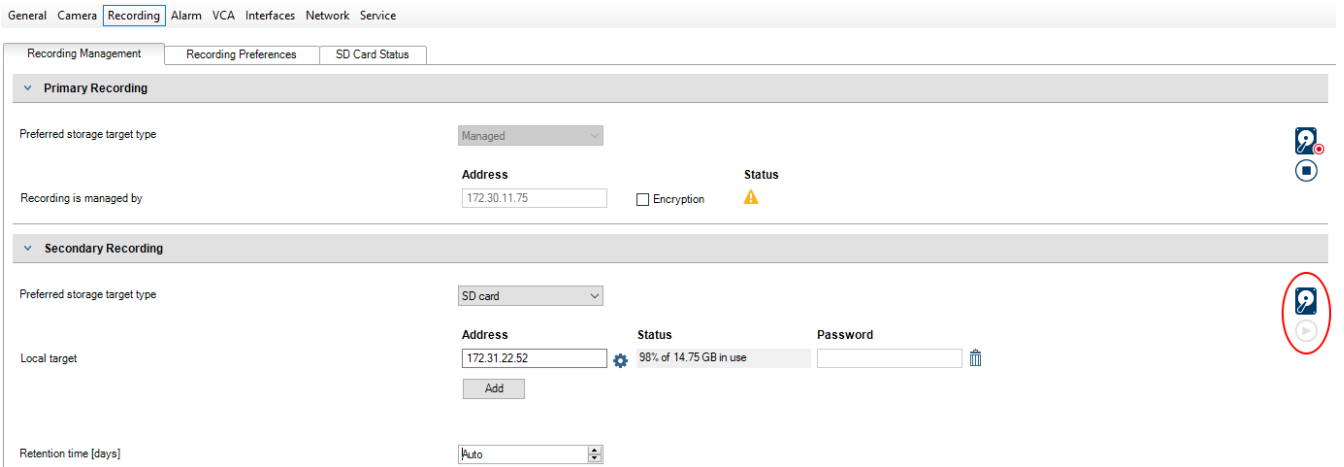 General Camera Recording Alarm VCA Interfaces Network Service
Recording Management Recording Preferences SD Card Status
Primary Recording
Preferred storage target type Managed
Address Status
Recording is managed by 172.30.11.75 Encryption
Secondary Recording
Preferred storage target type SD card
Address Status Password
Local target 172.31.22.52 98% of 14.75 GB in use
Add
Retention time [days] Auto